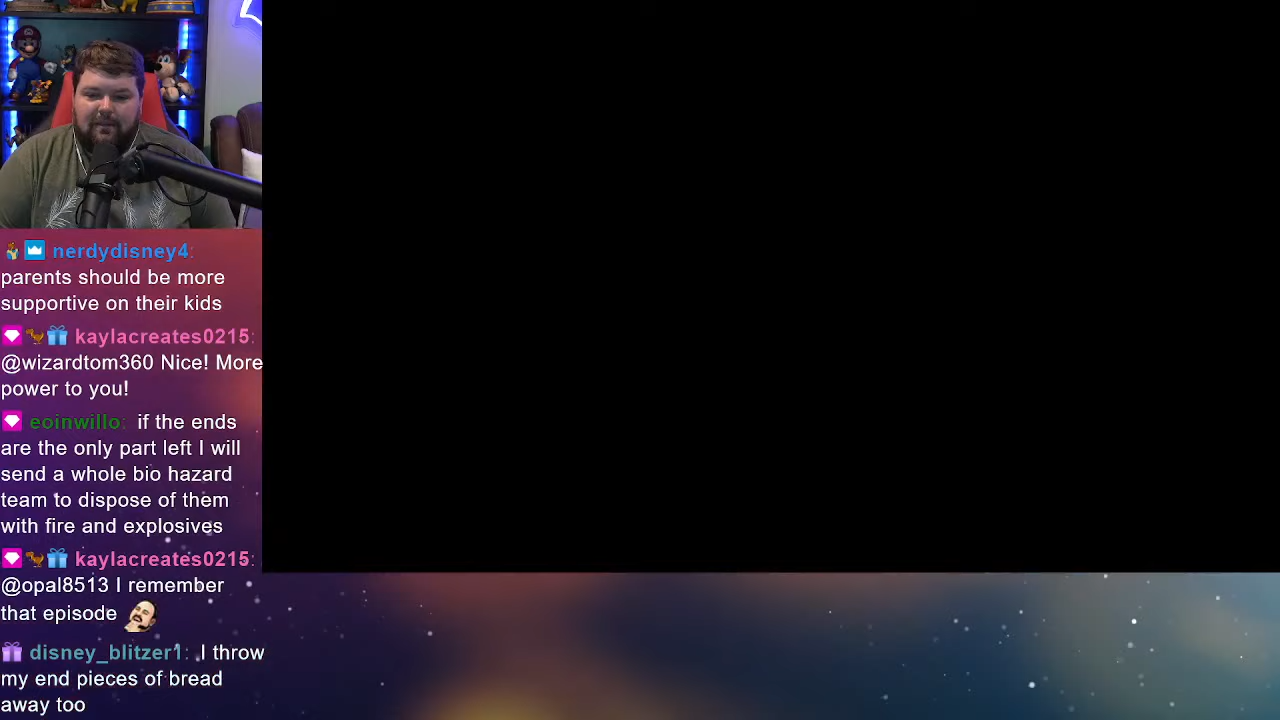 nerdydisney4:
parents should be more
supportive on their kids
kaylacreates0215:
@wizardtom360 Nice! More
power to you!
eoinwillo: if the ends
are the only part left I will
send a whole bio hazard
team to dispose of them
with fire and explosives
kaylacreates0215:
@opal8513 I remember
that episode
disney_blitzer1: I throw
my end pieces of bread
away too